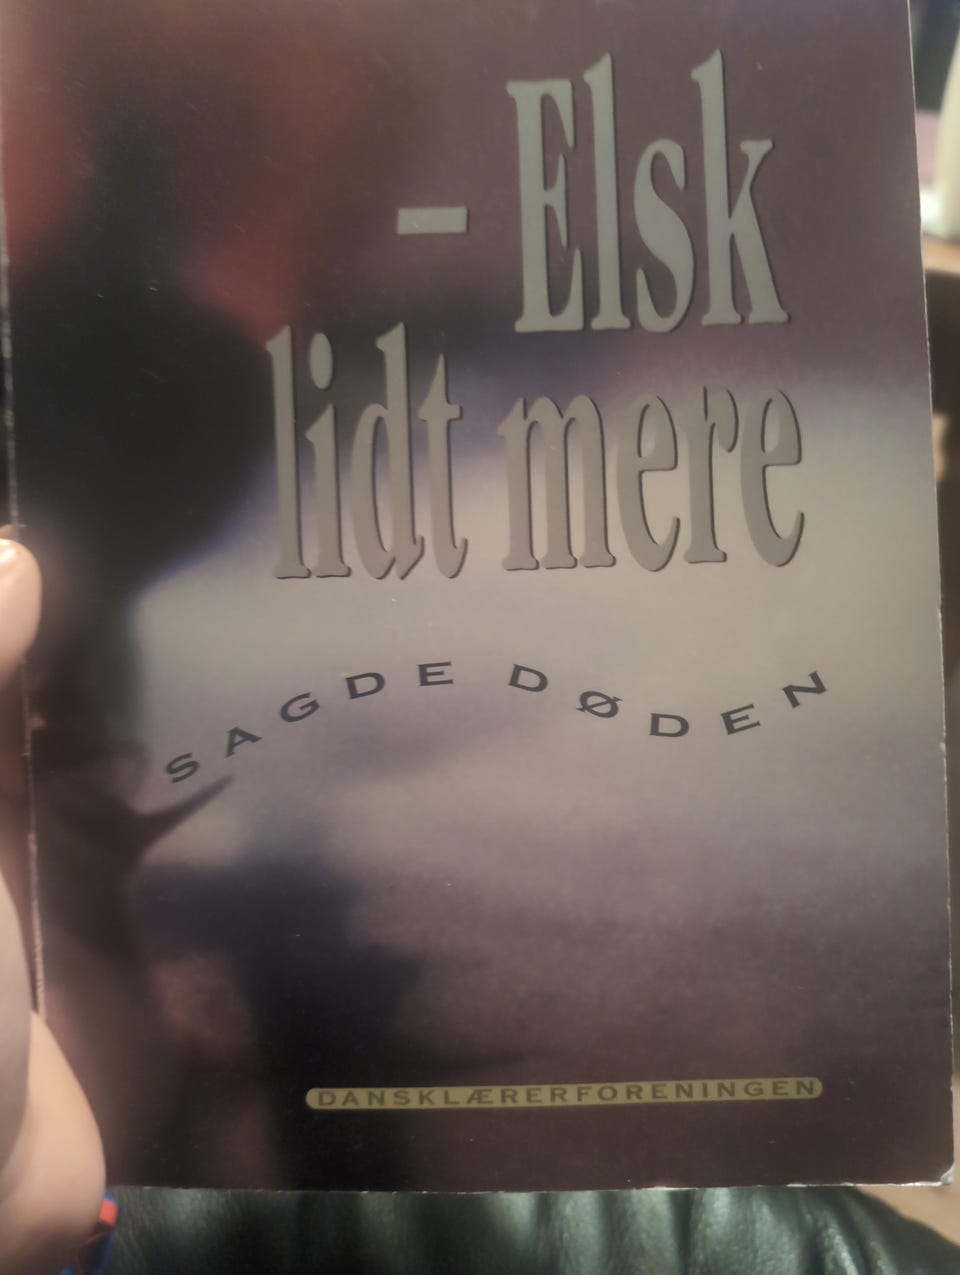 – Elsk
lidt mere
SAGDE DØDEN
DANSKLÆRERFORENINGEN